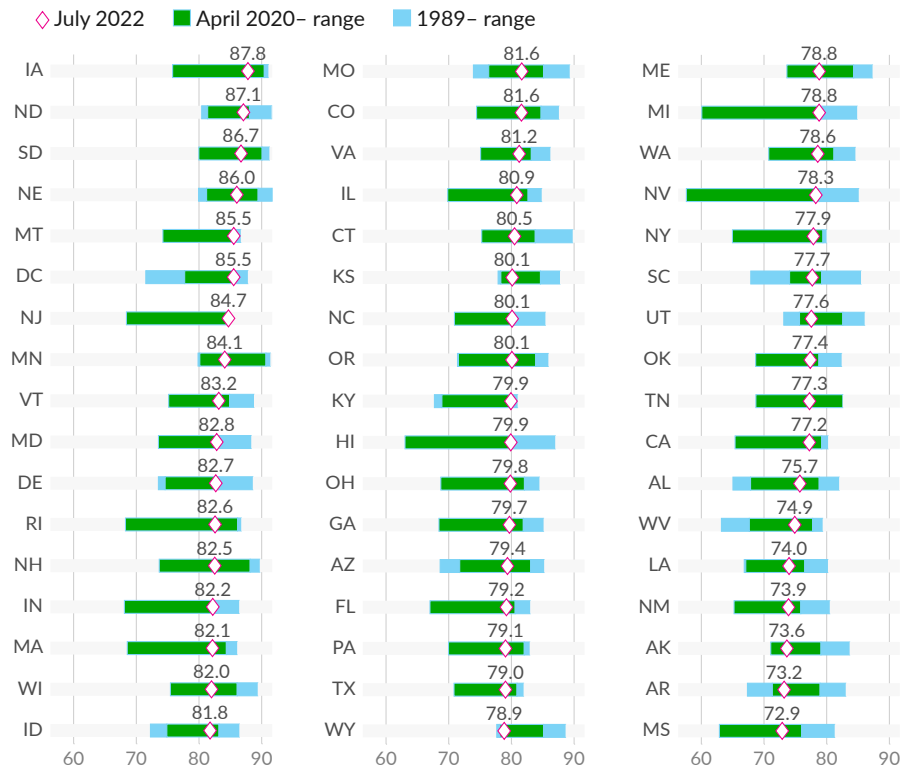 July 2022 April 2020– range 1989– range
IA 87.8
ND 87.1
SD 86.7
NE 86.0
MT 85.5
DC 85.5
NJ 84.7
MN 84.1
VT 83.2
MD 82.8
DE 82.7
RI 82.6
NH 82.5
IN 82.2
MA 82.1
WI 82.0
ID 81.8
60 70 80 90
MO 81.6
CO 81.6
VA 81.2
IL 80.9
CT 80.5
KS 80.1
NC 80.1
OR 80.1
KY 79.9
HI 79.9
OH 79.8
GA 79.7
AZ 79.4
FL 79.2
PA 79.1
TX 79.0
WY 78.9
60 70 80 90
ME 78.8
MI 78.8
WA 78.6
NV 78.3
NY 77.9
SC 77.7
UT 77.6
OK 77.4
TN 77.3
CA 77.2
AL 75.7
WV 74.9
LA 74.0
NM 73.9
AK 73.6
AR 73.2
MS 72.9
60 70 80 90